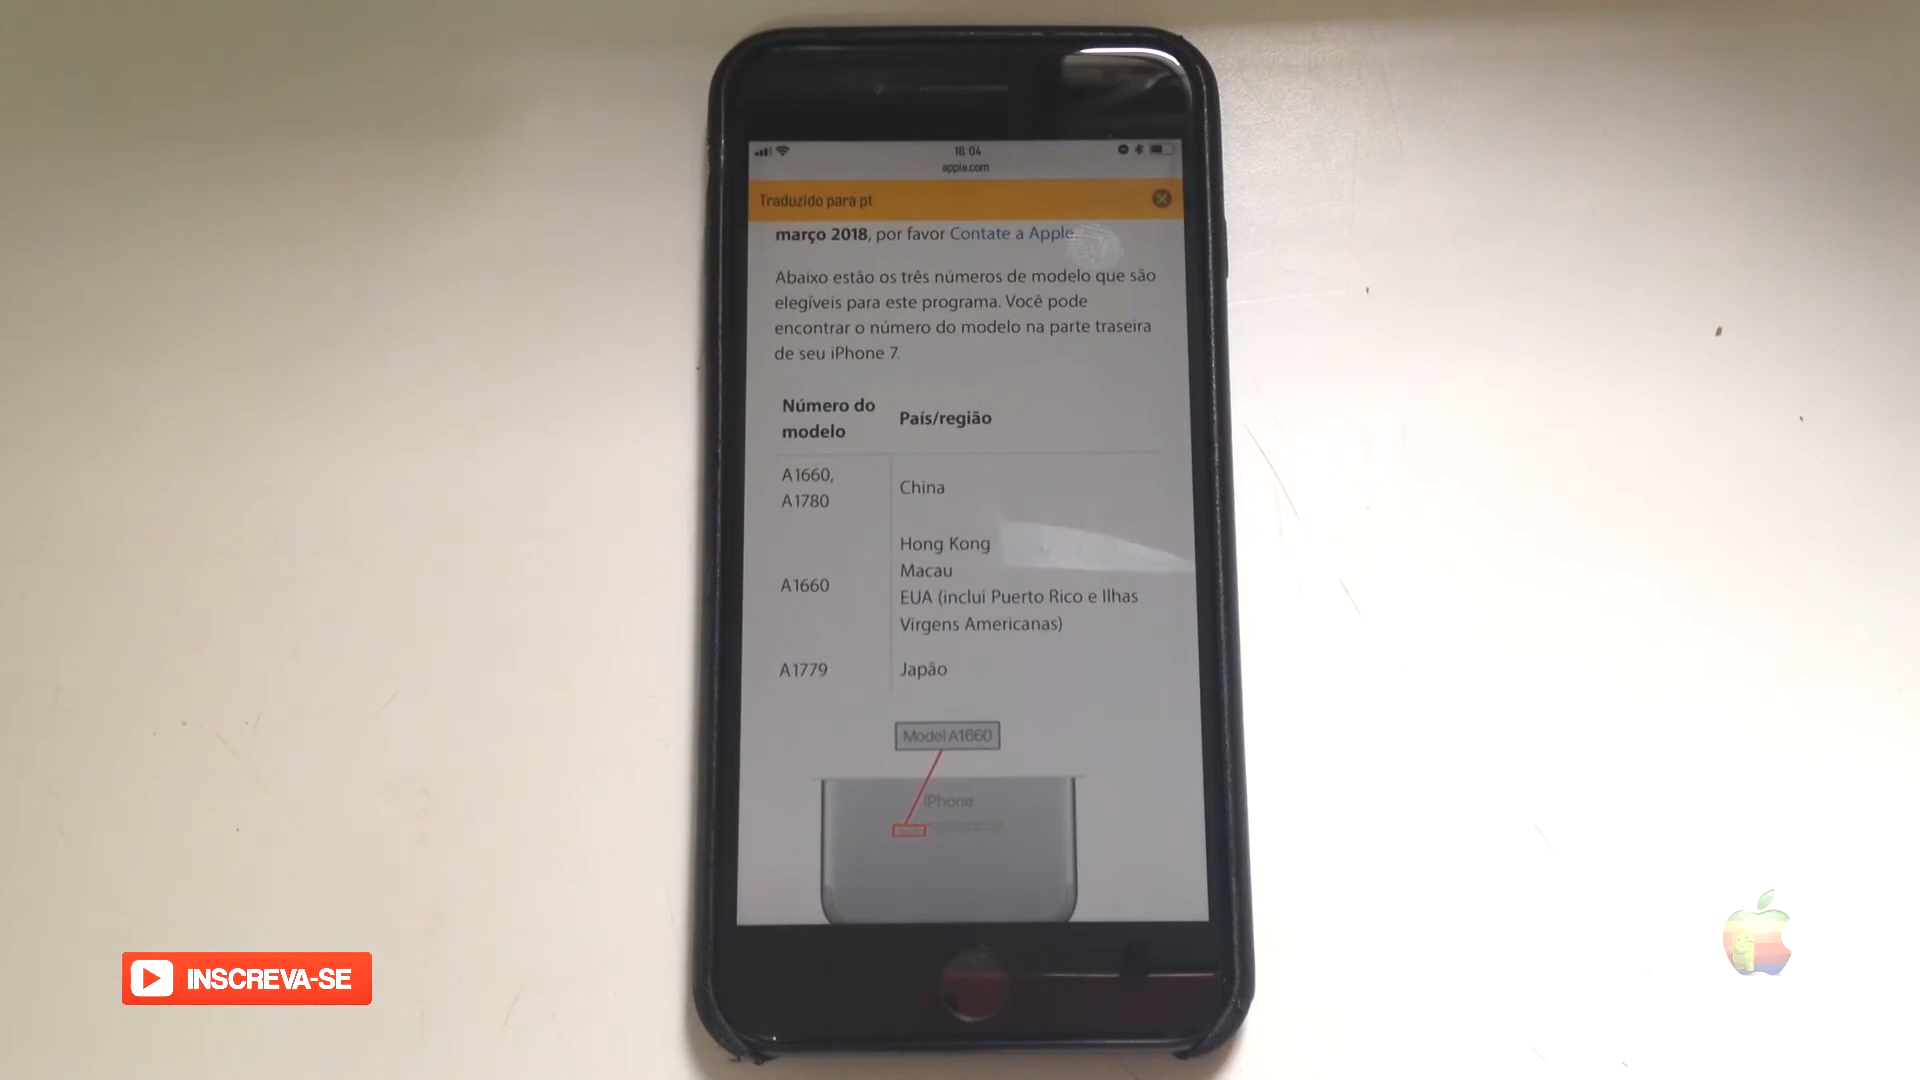 16:04
apple.com
Traduzido para pt
março 2018, por favor Contate a Apple.
Abaixo estão os três números de modelo que são
elegíveis para este programa. Você pode
encontrar o número do modelo na parte traseira
de seu iPhone 7.
Número do
modelo
País/região
A1660,
A1780
China
A1660
Hong Kong
Macau
EUA (inclui Puerto Rico e Ilhas
Virgens Americanas)
A1779
Japão
Model A1660
iPhone
INSCREVA-SE